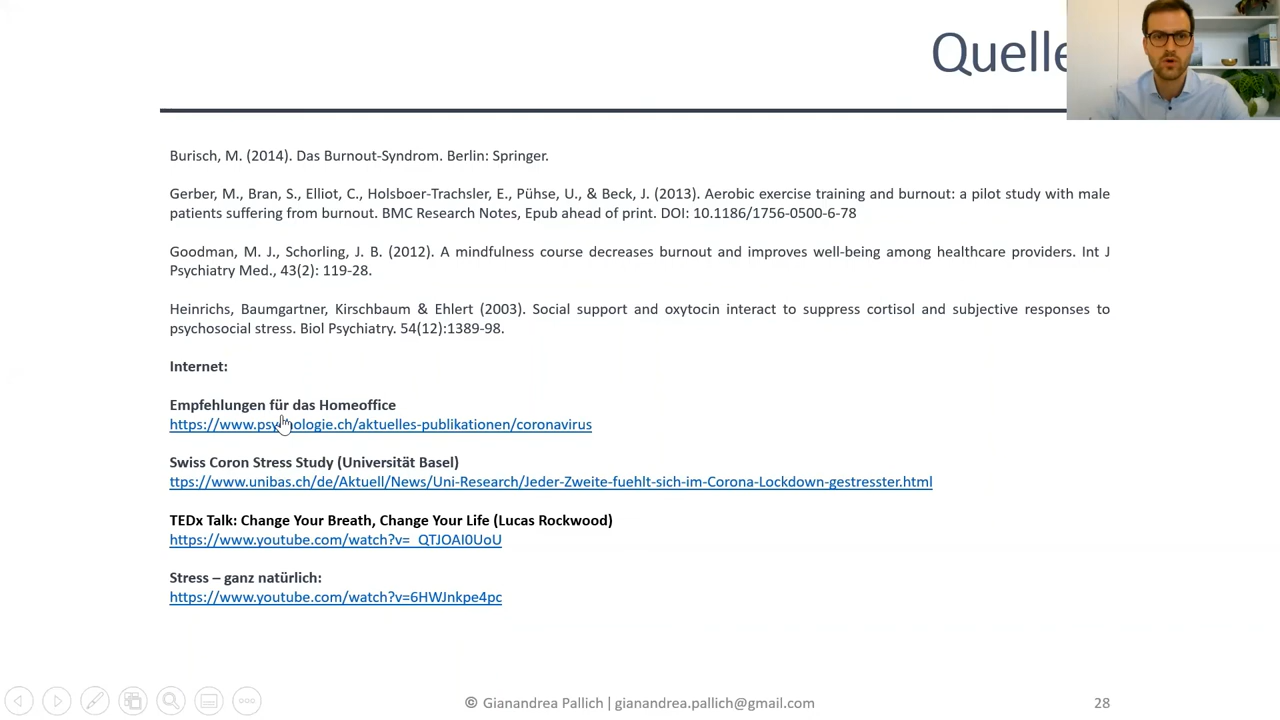 Quelle
Burisch, M. (2014). Das Burnout-Syndrom. Berlin: Springer.
Gerber, M., Bran, S., Elliot, C., Holsboer-Trachsler, E., Pühse, U., & Beck, J. (2013). Aerobic exercise training and burnout: a pilot study with male
patients suffering from burnout. BMC Research Notes, Epub ahead of print. DOI: 10.1186/1756-0500-6-78
Goodman, M. J., Schorling, J. B. (2012). A mindfulness course decreases burnout and improves well-being among healthcare providers. Int J
Psychiatry Med., 43(2): 119-28.
Heinrichs, Baumgartner, Kirschbaum & Ehlert (2003). Social support and oxytocin interact to suppress cortisol and subjective responses to
psychosocial stress. Biol Psychiatry. 54(12):1389-98.
Internet:
Empfehlungen für das Homeoffice
https://www.psychologie.ch/aktuelles-publikationen/coronavirus
Swiss Coron Stress Study (Universität Basel)
ttps://www.unibas.ch/de/Aktuell/News/Uni-Research/Jeder-Zweite-fuehlt-sich-im-Corona-Lockdown-gestresster.html
TEDx Talk: Change Your Breath, Change Your Life (Lucas Rockwood)
https://www.youtube.com/watch?v=_QTJOAI0UoU
Stress – ganz natürlich:
https://www.youtube.com/watch?v=6HWJnkpe4pc
© Gianandrea Pallich | gianandrea.pallich@gmail.com
28